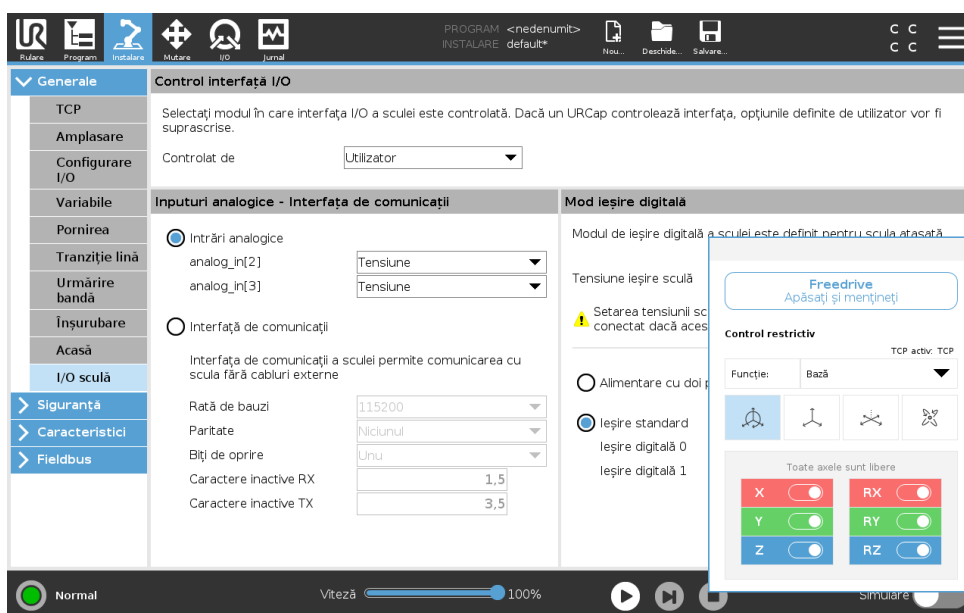 UR
Rulare
Program
Instalare
Mutare
I/O
Jurnal
PROGRAM <nedenumit>
INSTALARE default*
Nou...
Deschide...
Salvare...
C C
C C
Generale
TCP
Amplasare
Configurare
I/O
Variabile
Pornirea
Tranziție lină
Urmărire
bandă
Înșurubare
Acasă
I/O sculă
Siguranță
Caracteristici
Fieldbus
Control interfață I/O
Selectați modul în care interfața I/O a sculei este controlată. Dacă un URCap controlează interfața, opțiunile definite de utilizator vor fi
suprascrise.
Controlat de
Utilizator
Inputuri analogice - Interfața de comunicații
Intrări analogice
analog_in[2] Tensiune
analog_in[3] Tensiune
Interfață de comunicații
Interfața de comunicații a sculei permite comunicarea cu
scula fără cabluri externe
Rată de bauzi 115200
Paritate Niciunul
Biți de oprire Unu
Caractere inactive RX 1,5
Caractere inactive TX 3,5
Mod ieșire digitală
Modul de ieșire digitală a sculei este definit pentru scula atașată
Tensiune ieșire sculă
Setarea tensiunii sc
conectat dacă aces
Alimentare cu doi
Ieșire standard
Ieșire digitală 0
Ieșire digitală 1
Freedrive
Apăsați și mențineți
Control restrictiv
TCP activ: TCP
Funcție: Bază
Toate axele sunt libere
X RX
Y RY
Z RZ
Normal
Viteză 100%
Simulare